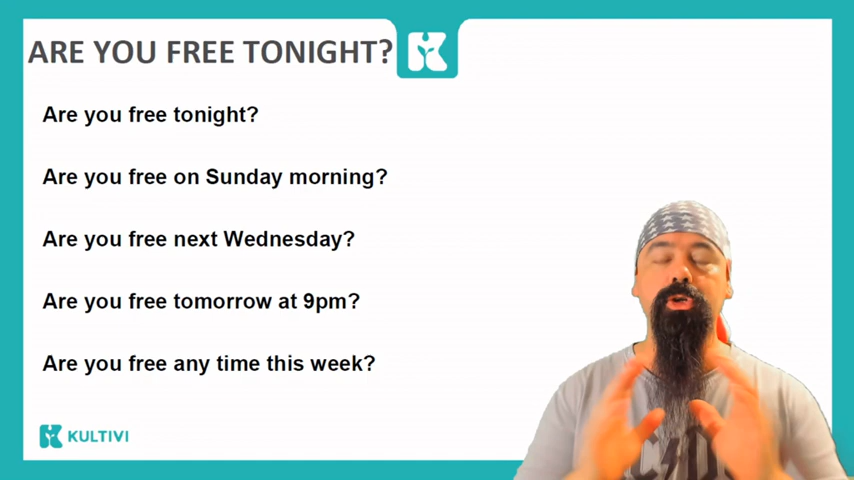 ARE YOU FREE TONIGHT?
Are you free tonight?
Are you free on Sunday morning?
Are you free next Wednesday?
Are you free tomorrow at 9pm?
Are you free any time this week?
KULTIVI